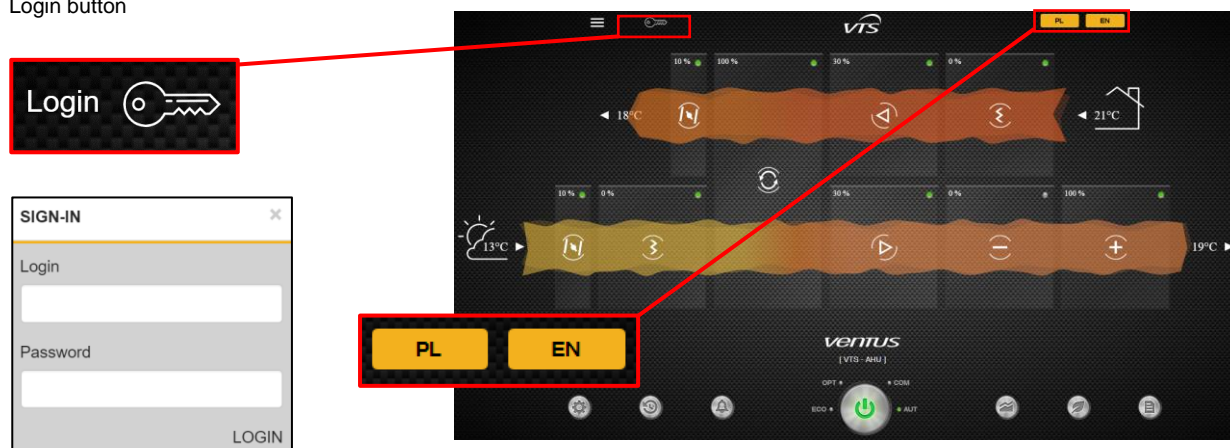 Login button
Login
SIGN-IN ×
Login
Password
LOGIN
PL EN
VTS
PL EN
10 % 100 % 30 % 0 %
◄ 18°C
◄ 21°C
10 % 0 % 30 % 0 % 100 %
13°C ►
19°C ►
VENTUS
[ VTS - AHU ]
OPT COM
ECO AUT